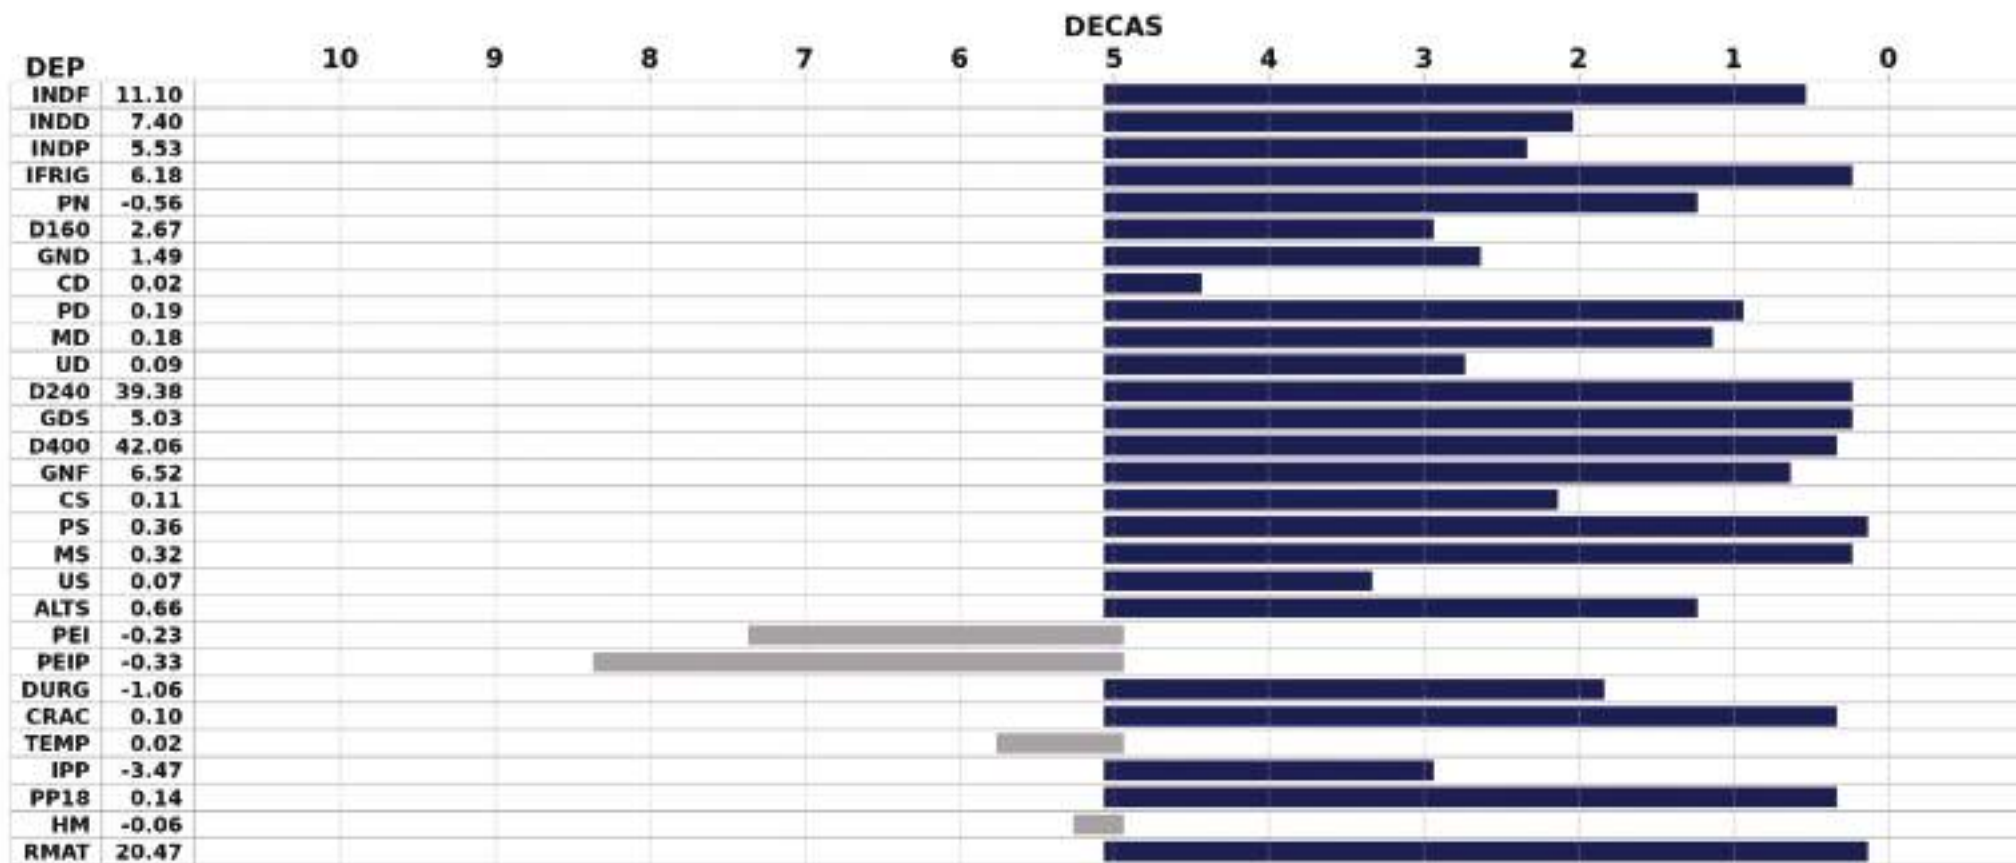 DECAS
DEP 10 9 8 7 6 5 4 3 2 1 0
INDF 11.10
INDD 7.40
INDP 5.53
IFRIG 6.18
PN -0.56
D160 2.67
GND 1.49
CD 0.02
PD 0.19
MD 0.18
UD 0.09
D240 39.38
GDS 5.03
D400 42.06
GNF 6.52
CS 0.11
PS 0.36
MS 0.32
US 0.07
ALTS 0.66
PEI -0.23
PEIP -0.33
DURG -1.06
CRAC 0.10
TEMP 0.02
IPP -3.47
PP18 0.14
HM -0.06
RMAT 20.47